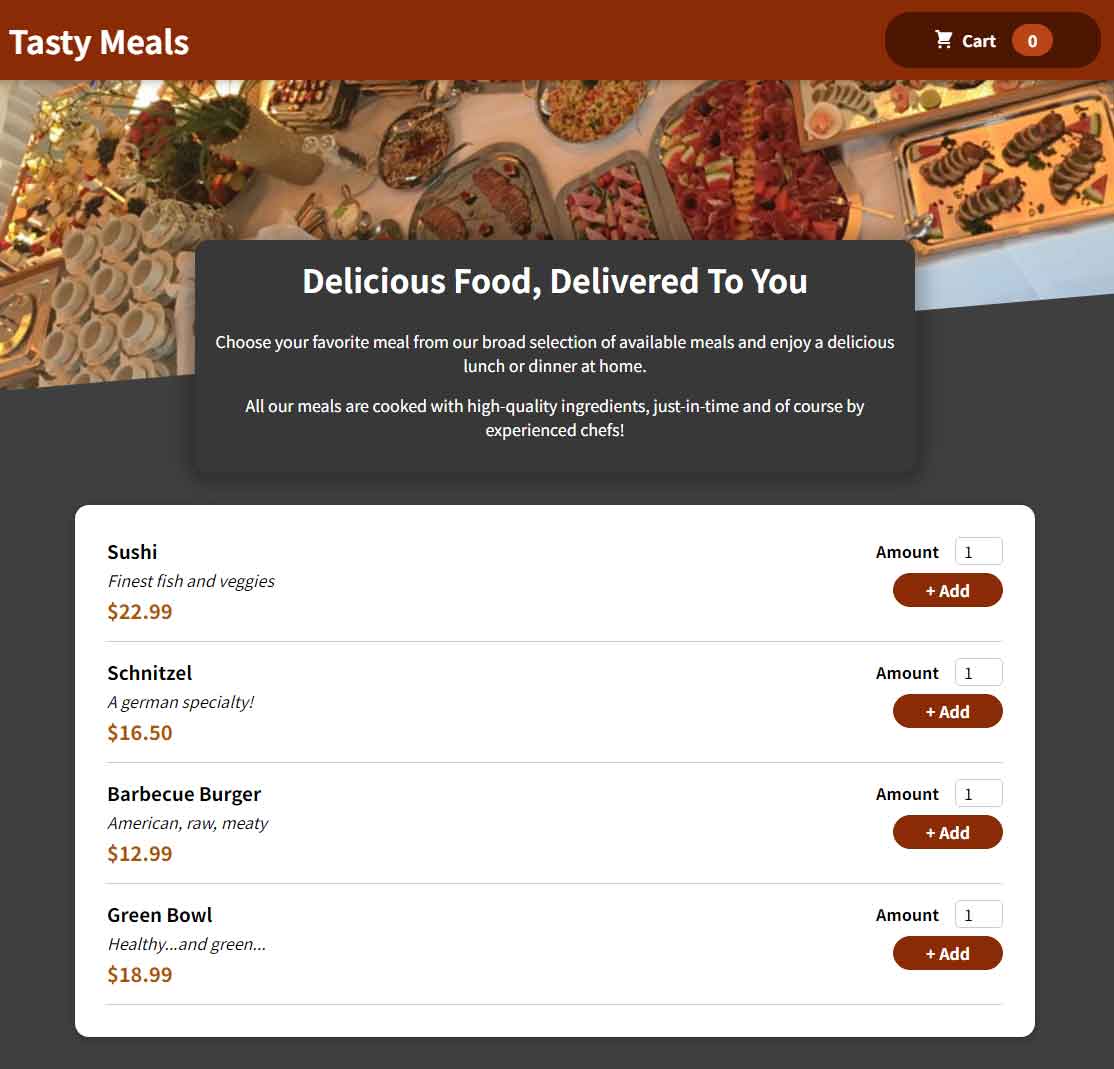 Tasty Meals
Cart 0
Delicious Food, Delivered To You
Choose your favorite meal from our broad selection of available meals and enjoy a delicious
lunch or dinner at home.
All our meals are cooked with high-quality ingredients, just-in-time and of course by
experienced chefs!
Sushi
Finest fish and veggies
$22.99
Amount 1
+ Add
Schnitzel
A german specialty!
$16.50
Amount 1
+ Add
Barbecue Burger
American, raw, meaty
$12.99
Amount 1
+ Add
Green Bowl
Healthy...and green...
$18.99
Amount 1
+ Add